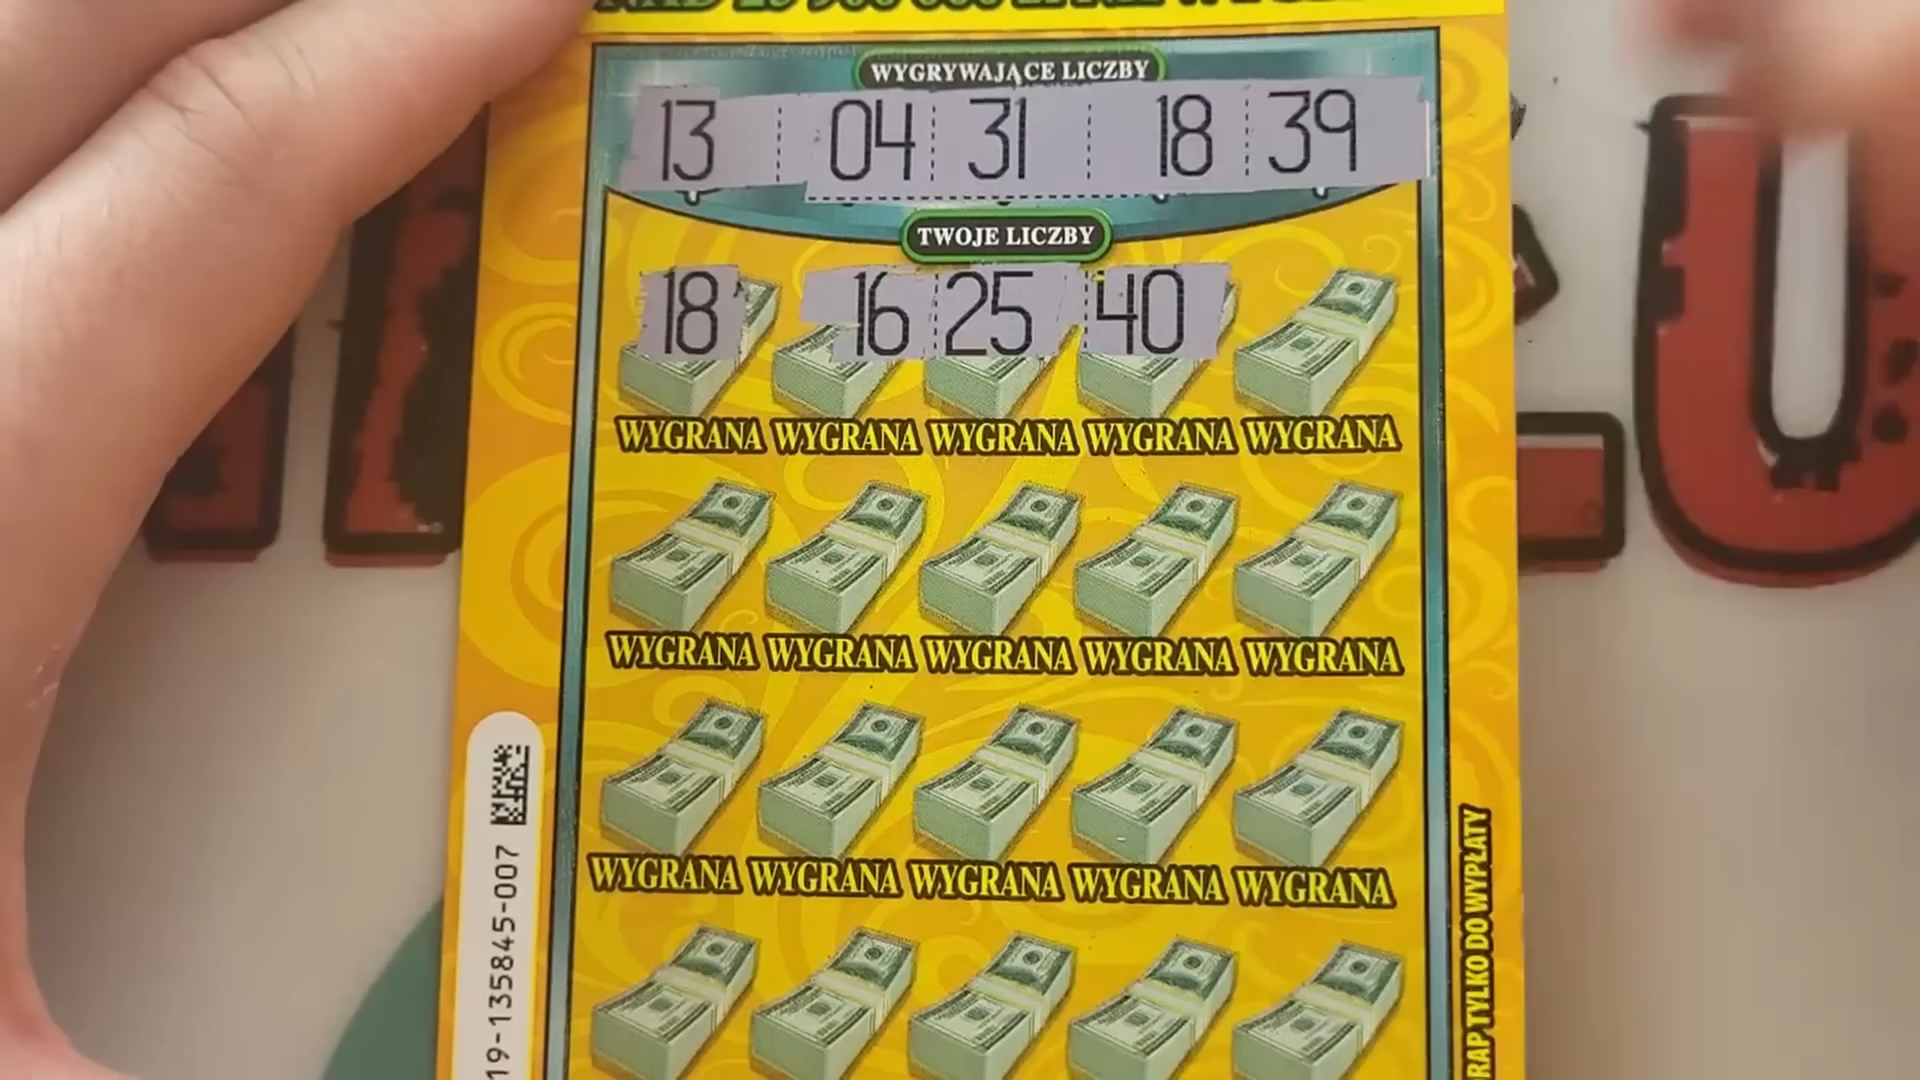 WYGRYWAJĄCE LICZBY
13 04 31 18 39
TWOJE LICZBY
18 16 25 40
WYGRANA WYGRANA WYGRANA WYGRANA WYGRANA
WYGRANA WYGRANA WYGRANA WYGRANA WYGRANA
WYGRANA WYGRANA WYGRANA WYGRANA WYGRANA
19-135845-007
TYLKO DO WYPŁATY